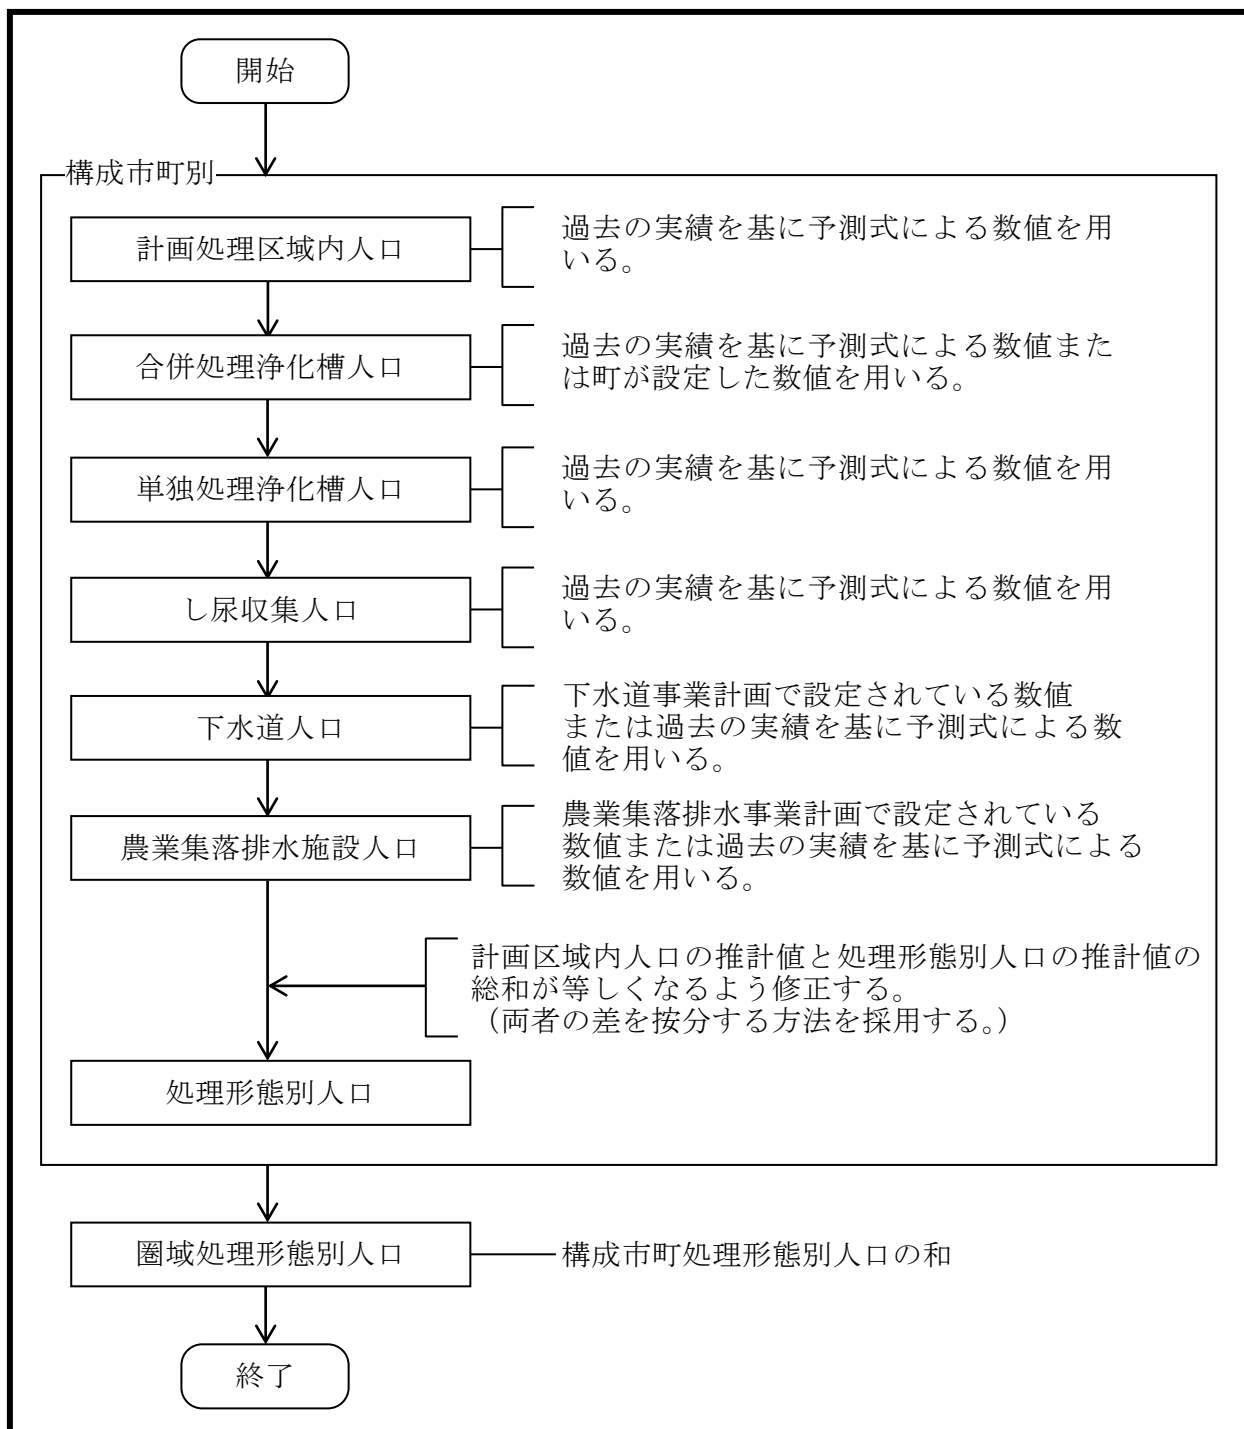 開始
構成市町別
計画処理区域内人口
過去の実績を基に予測式による数値を用
いる。
合併処理浄化槽人口
過去の実績を基に予測式による数値また
は町が設定した数値を用いる。
単独処理浄化槽人口
過去の実績を基に予測式による数値を用
いる。
し尿収集人口
過去の実績を基に予測式による数値を用
いる。
下水道人口
下水道事業計画で設定されている数値
または過去の実績を基に予測式による数
値を用いる。
農業集落排水施設人口
農業集落排水事業計画で設定されている
数値または過去の実績を基に予測式による
数値を用いる。
計画区域内人口の推計値と処理形態別人口の推計値の
総和が等しくなるよう修正する。
（両者の差を按分する方法を採用する。）
処理形態別人口
圏域処理形態別人口
構成市町処理形態別人口の和
終了